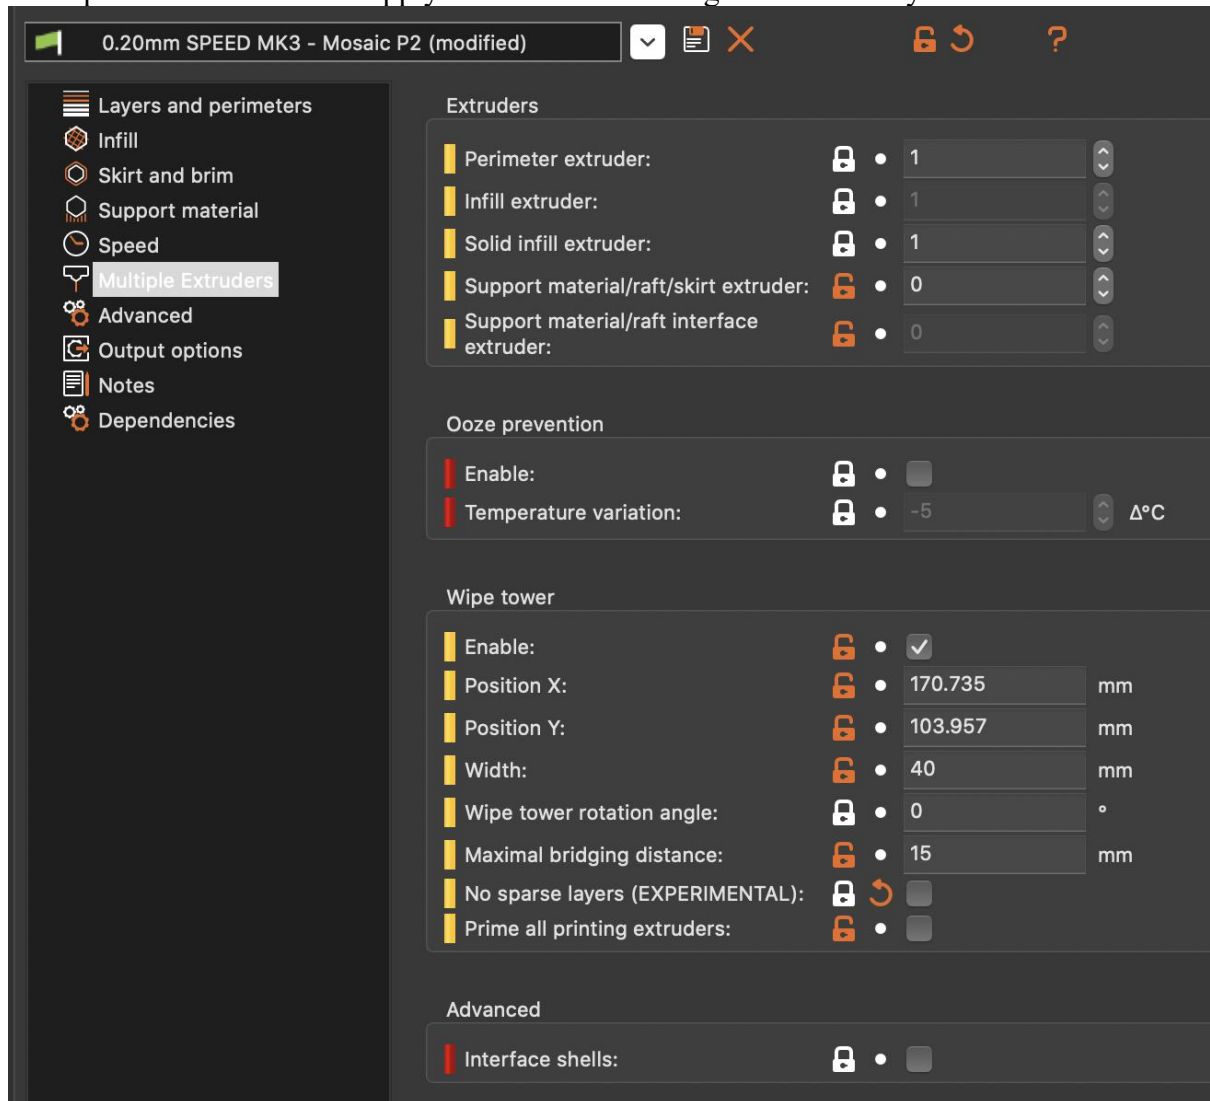 0.20mm SPEED MK3 - Mosaic P2 (modified)
?
Layers and perimeters
Infill
Skirt and brim
Support material
Speed
Multiple Extruders
Advanced
Output options
Notes
Dependencies
Extruders
Perimeter extruder: 1
Infill extruder: 1
Solid infill extruder: 1
Support material/raft/skirt extruder: 0
Support material/raft interface
extruder: 0
Ooze prevention
Enable:
Temperature variation: -5 Δ°C
Wipe tower
Enable:
Position X: 170.735 mm
Position Y: 103.957 mm
Width: 40 mm
Wipe tower rotation angle: 0 °
Maximal bridging distance: 15 mm
No sparse layers (EXPERIMENTAL):
Prime all printing extruders:
Advanced
Interface shells: